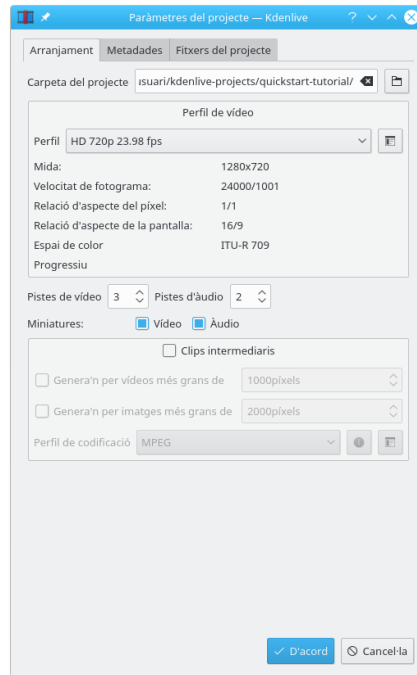 Paràmetres del projecte — Kdenlive
Arranjament Metadades Fitxers del projecte
Carpeta del projecte ısuari/kdenlive-projects/quickstart-tutorial/
Perfil de vídeo
Perfil HD 720p 23.98 fps
Mida: 1280x720
Velocitat de fotograma: 24000/1001
Relació d'aspecte del píxel: 1/1
Relació d'aspecte de la pantalla: 16/9
Espai de color ITU-R 709
Progressiu
Pistes de vídeo 3 Pistes d'àudio 2
Miniatures: Vídeo Àudio
Clips intermediaris
Genera'n per vídeos més grans de 1000píxels
Genera'n per imatges més grans de 2000píxels
Perfil de codificació MPEG
D'acord Cancel·la